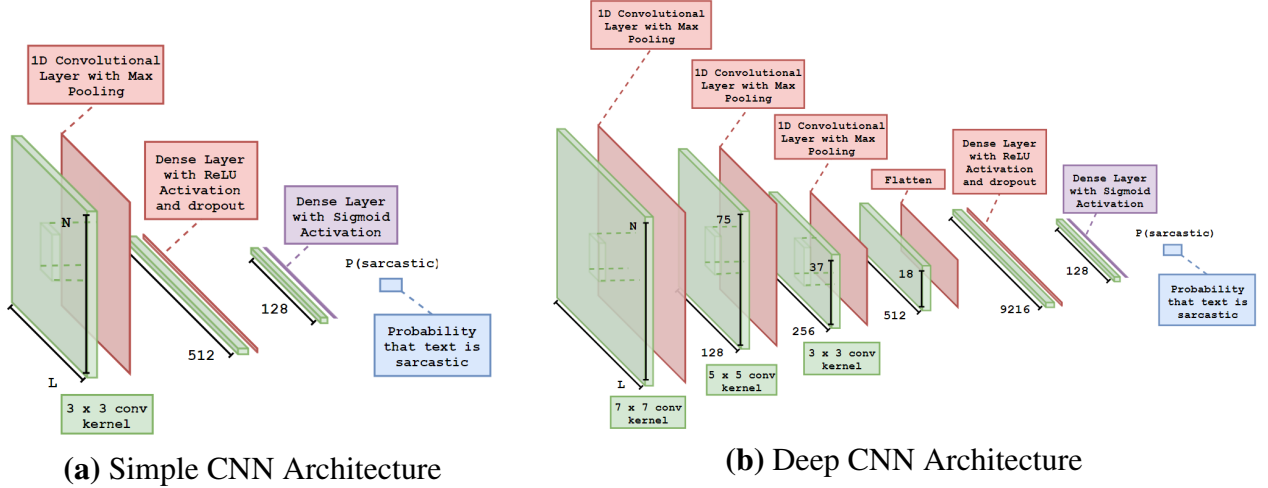 1D Convolutional
Layer with Max
Pooling
Dense Layer
with ReLU
Activation
and dropout
Dense Layer
with Sigmoid
Activation
P(sarcastic)
Probability
that text is
sarcastic
N
L
512
128
3 x 3 conv
kernel
(a) Simple CNN Architecture
1D Convolutional
Layer with Max
Pooling
1D Convolutional
Layer with Max
Pooling
1D Convolutional
Layer with Max
Pooling
Flatten
Dense Layer
with ReLU
Activation
and dropout
Dense Layer
with Sigmoid
Activation
P(sarcastic)
Probability
that text is
sarcastic
N
75
37
18
L
128
256
512
9216
128
7 x 7 conv
kernel
5 x 5 conv
kernel
3 x 3 conv
kernel
(b) Deep CNN Architecture